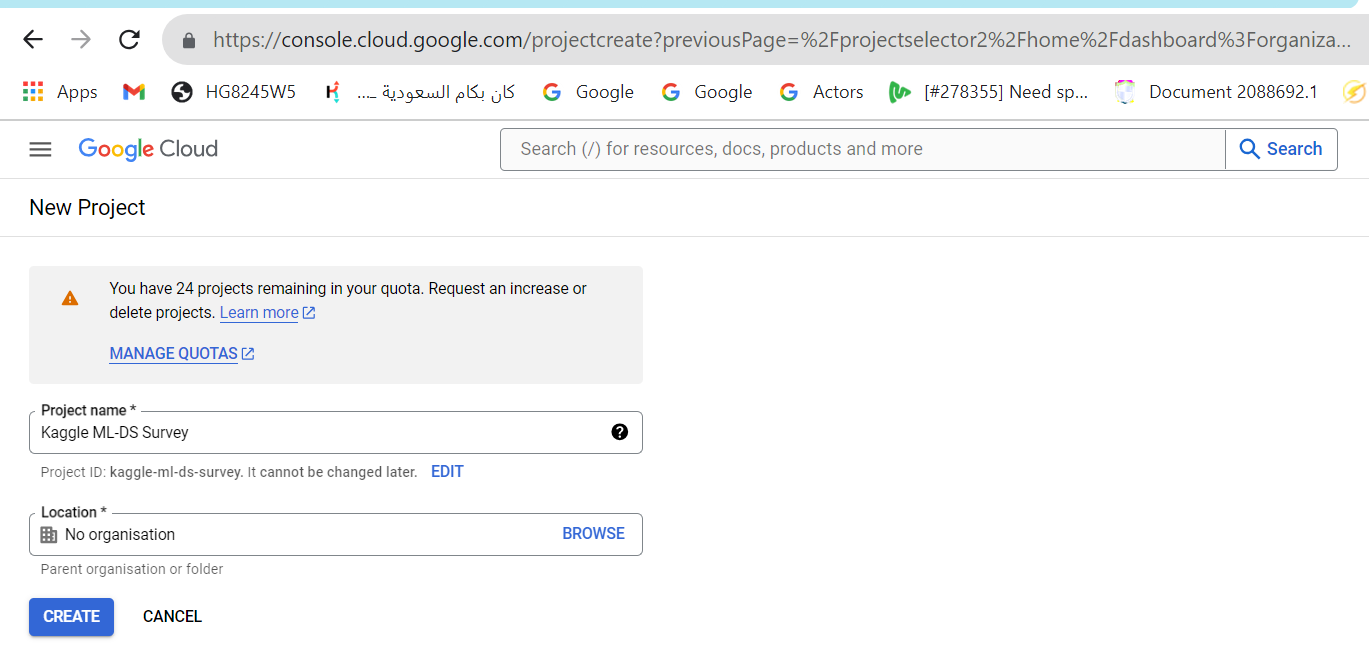 https://console.cloud.google.com/projectcreate?previousPage=%2Fprojectselector2%2Fhome%2Fdashboard%3Forganiza...
Apps HG8245W5 كان بكام السعودية _... Google Google Actors [#278355] Need sp... Document 2088692.1
Google Cloud Search (/) for resources, docs, products and more Search
New Project
You have 24 projects remaining in your quota. Request an increase or
delete projects. Learn more
MANAGE QUOTAS
Project name *
Kaggle ML-DS Survey
Project ID: kaggle-ml-ds-survey. It cannot be changed later. EDIT
Location *
No organisation BROWSE
Parent organisation or folder
CREATE CANCEL